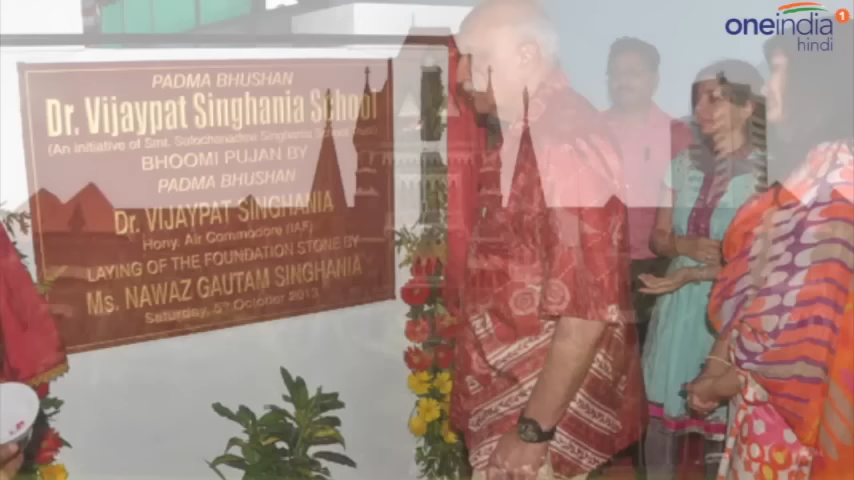 oneindia
hindi
PADMA BHUSHAN
Dr. Vijaypat Singhania School
(An initiative of Smt. Sulochanadevi Singhania School Trust)
BHOOMI PUJAN BY
PADMA BHUSHAN
Dr. VIJAYPAT SINGHANIA
Hony. Air Commodore (IAF)
LAYING OF THE FOUNDATION STONE BY
Ms. NAWAZ GAUTAM SINGHANIA
Saturday, 5th October 2013